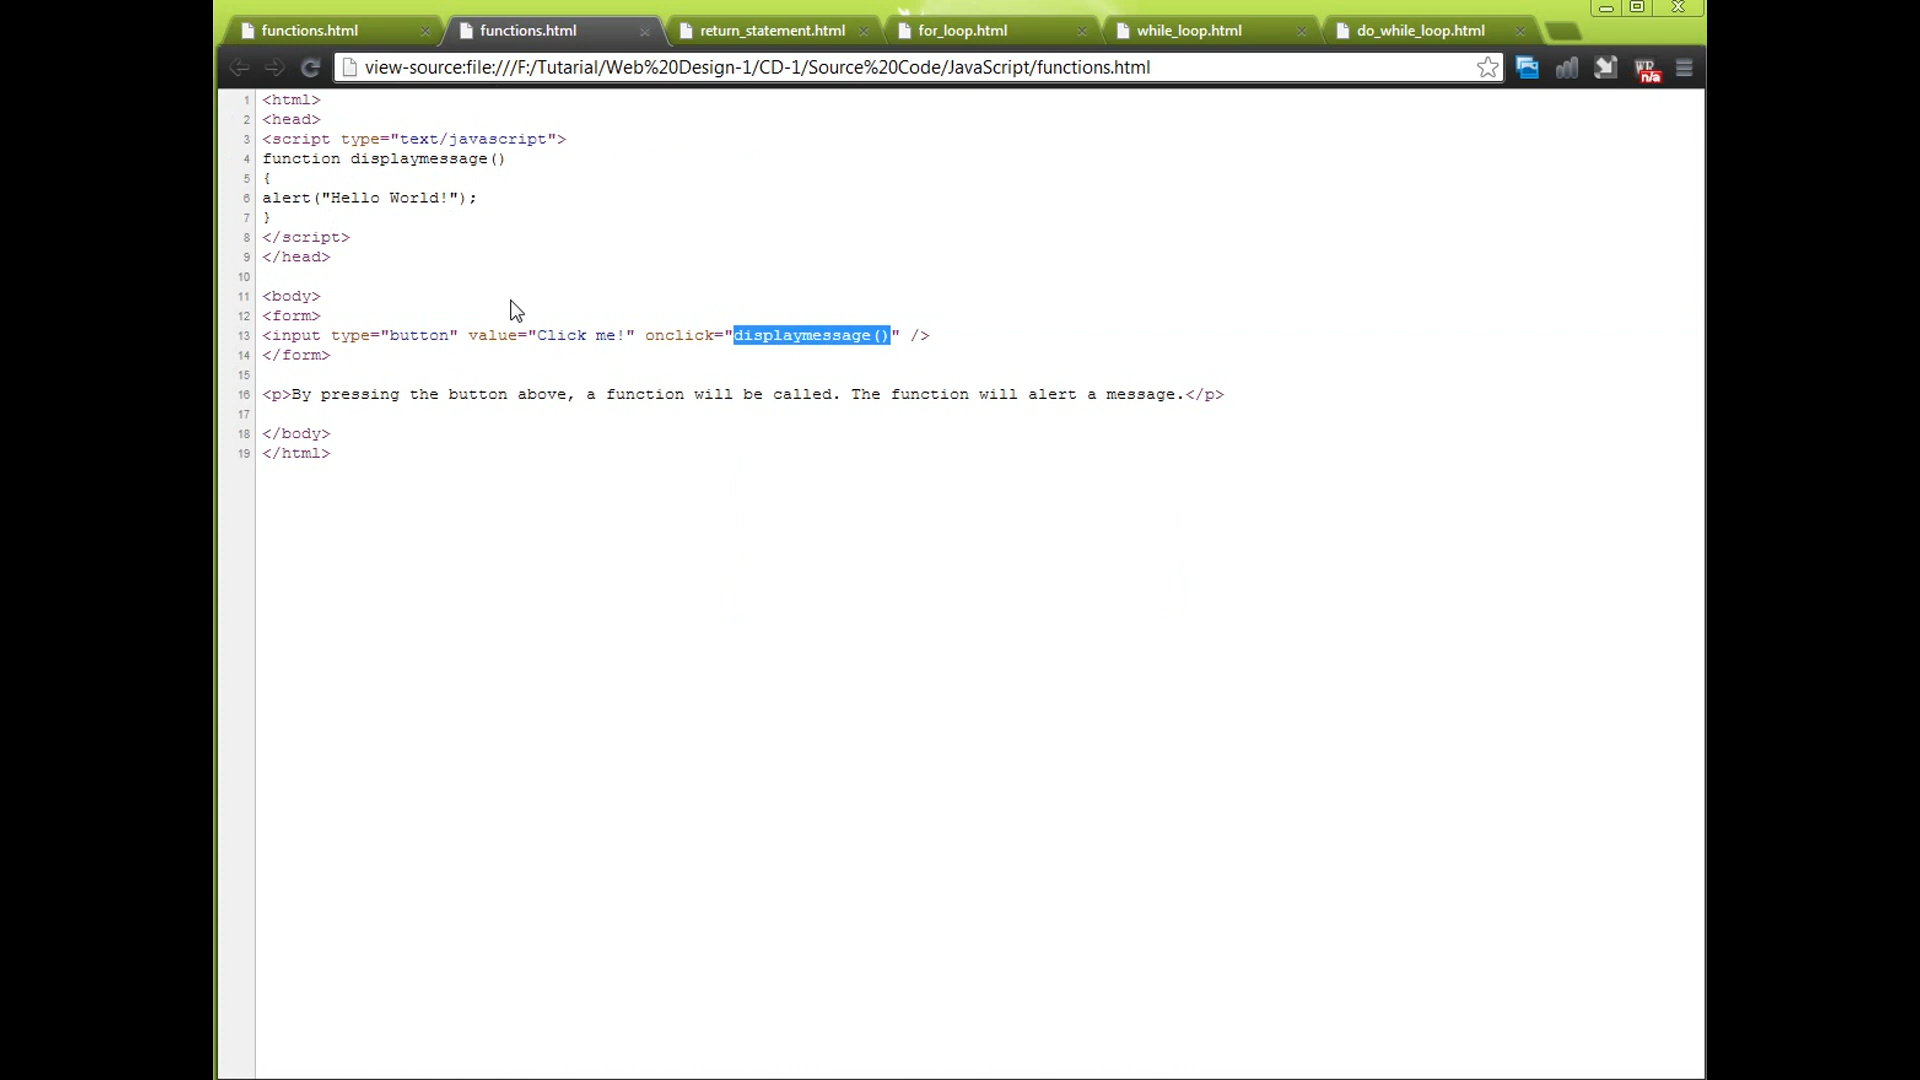 functions.html functions.html return_statement.html for_loop.html while_loop.html do_while_loop.html
view-source:file:///F:/Tutarial/Web%20Design-1/CD-1/Source%20Code/JavaScript/functions.html WR n/a
1 <html>
2 <head>
3 <script type="text/javascript">
4 function displaymessage()
5 {
6 alert("Hello World!");
7 }
8 </script>
9 </head>
10
11 <body>
12 <form>
13 <input type="button" value="Click me!" onclick="displaymessage()" />
14 </form>
15
16 <p>By pressing the button above, a function will be called. The function will alert a message.</p>
17
18 </body>
19 </html>